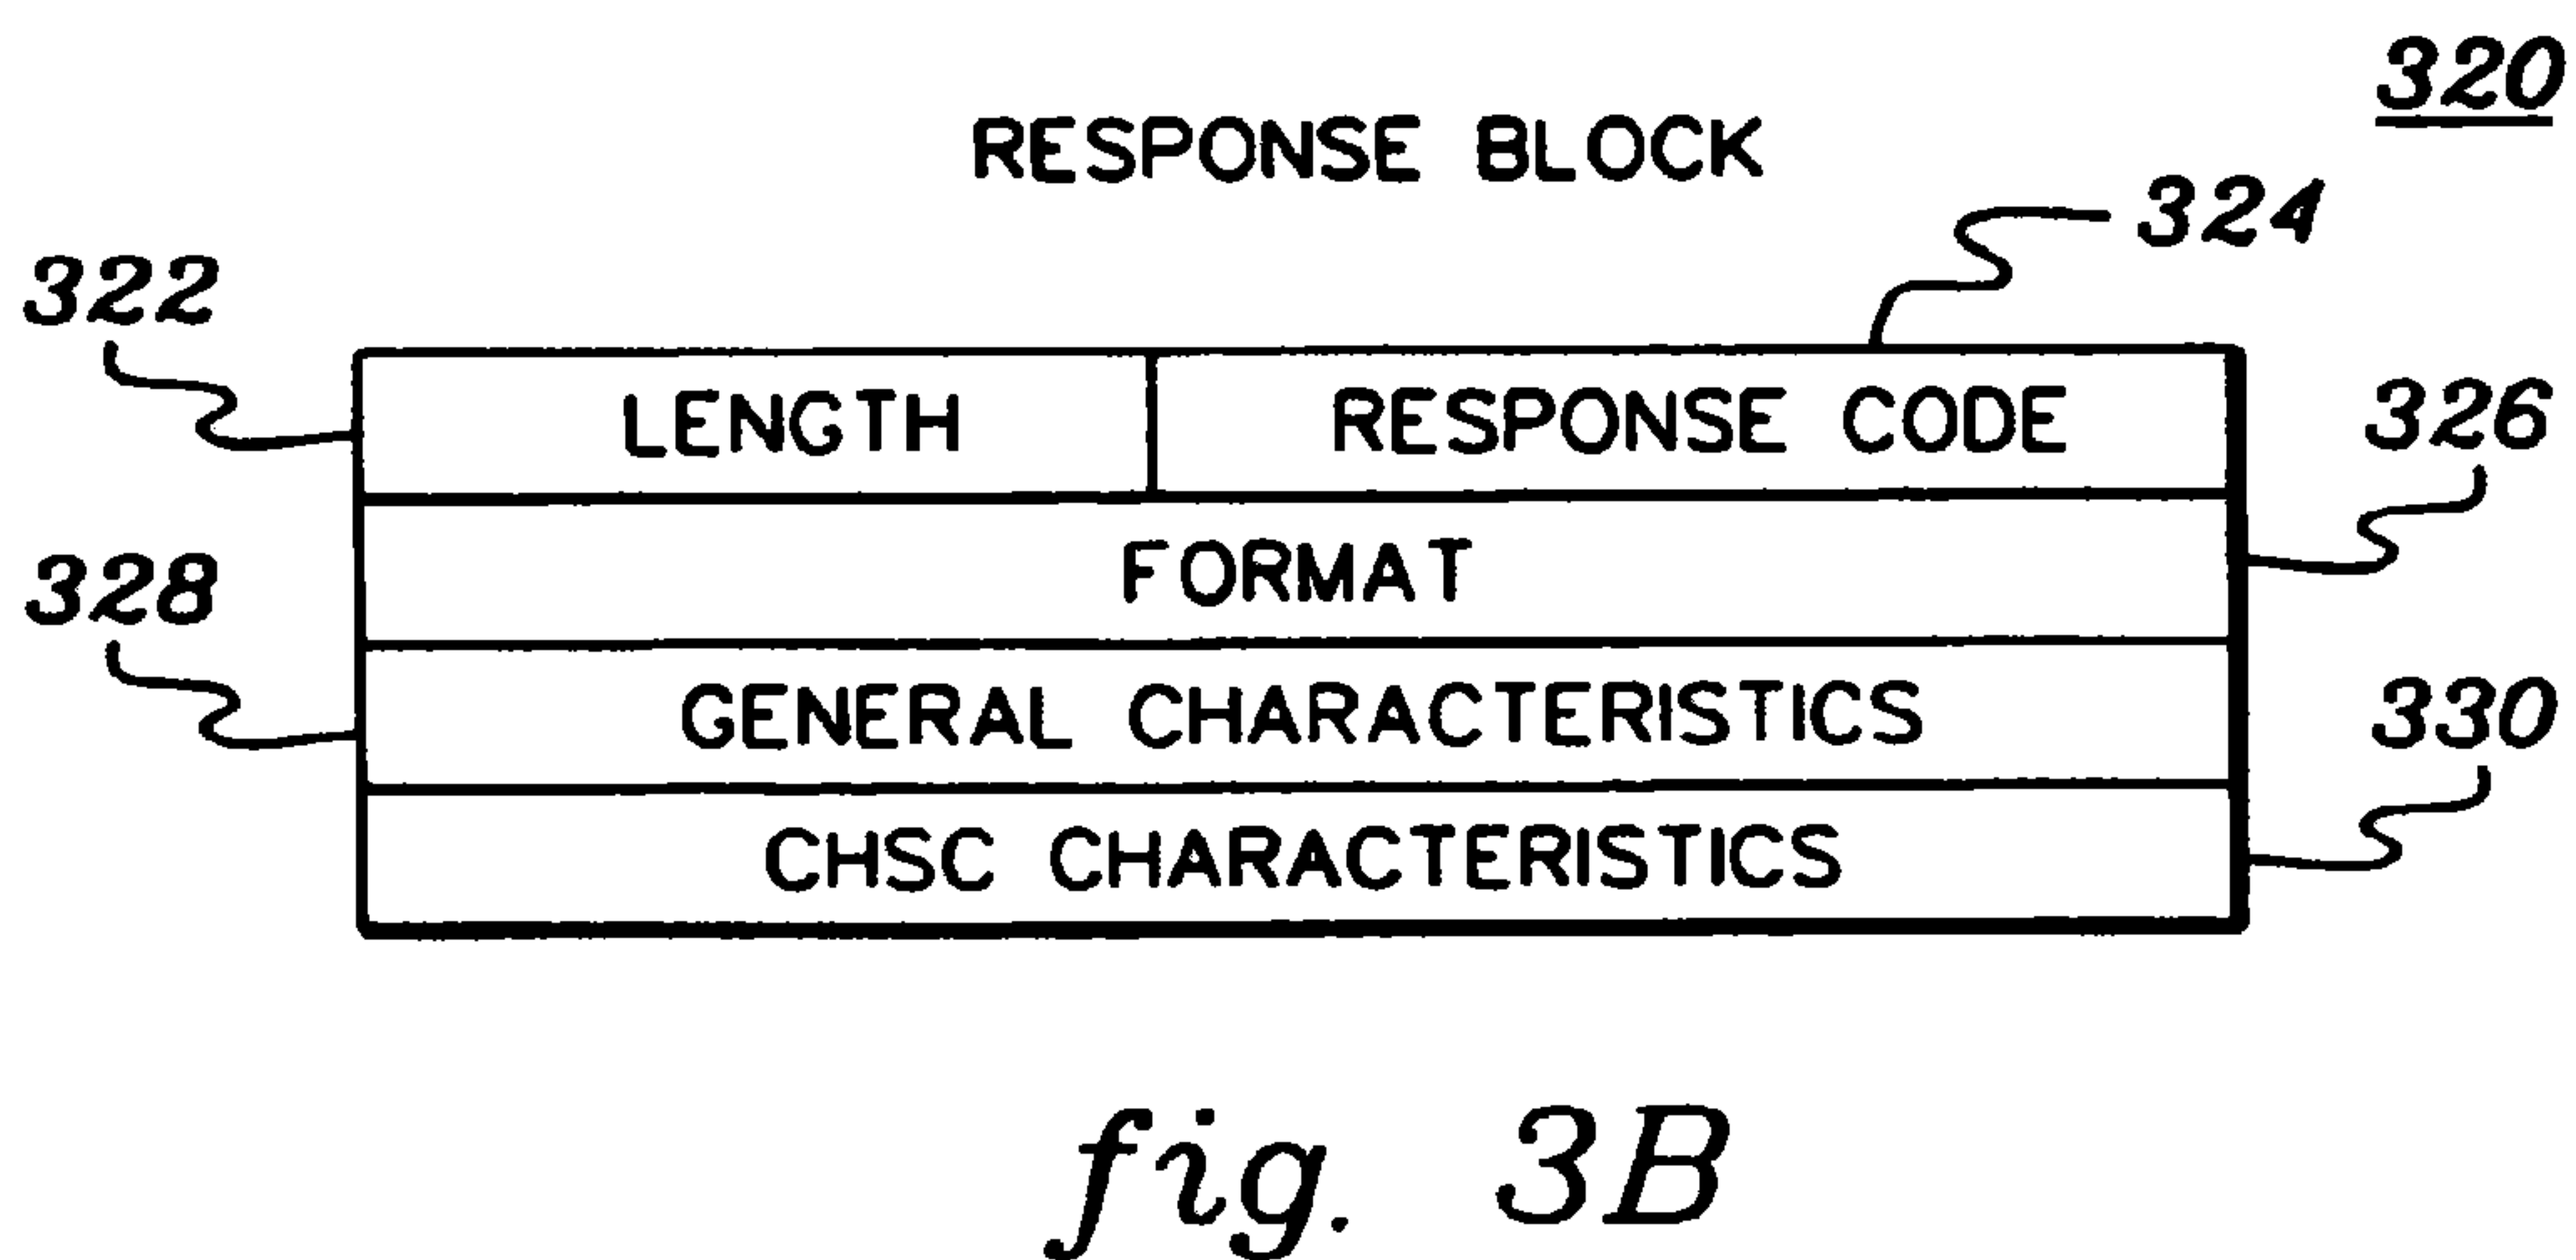 320
RESPONSE BLOCK
324
322
LENGTH RESPONSE CODE
326
FORMAT
328
GENERAL CHARACTERISTICS
330
CHSC CHARACTERISTICS
fig. 3B